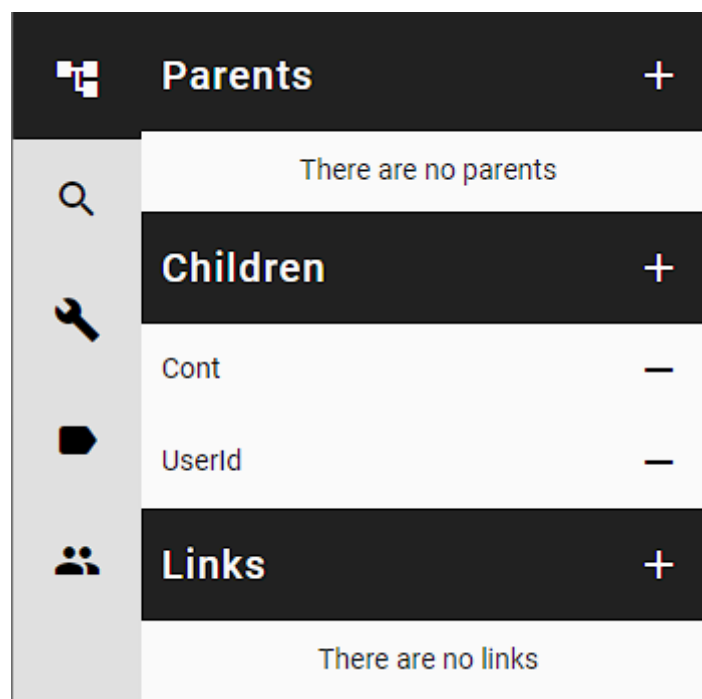 Parents
There are no parents
Children
Cont
UserId
Links
There are no links